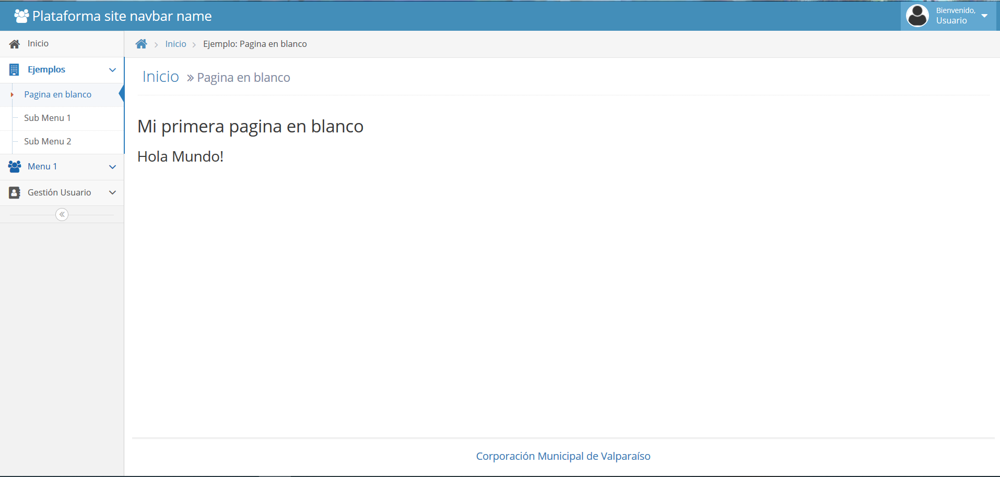 Plataforma site navbar name
Bienvenido,
Usuario
Inicio
Ejemplos
Pagina en blanco
Sub Menu 1
Sub Menu 2
Menu 1
Gestión Usuario
Inicio
Ejemplo: Pagina en blanco
Inicio » Pagina en blanco
Mi primera pagina en blanco
Hola Mundo!
Corporación Municipal de Valparaíso